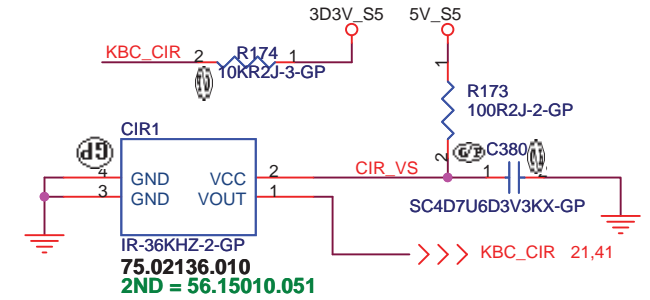 3D3V_S5
5V_S5
KBC_CIR
2
R174
1
10KR2J-3-GP
1
R173
100R2J-2-GP
2
CIR1
GP
4
GND
VCC
2
CIR_VS
G/P
C380
1
2
3
GND
VOUT
1
SC4D7U6D3V3KX-GP
IR-36KHZ-2-GP
KBC_CIR 21,41
75.02136.010
2ND = 56.15010.051